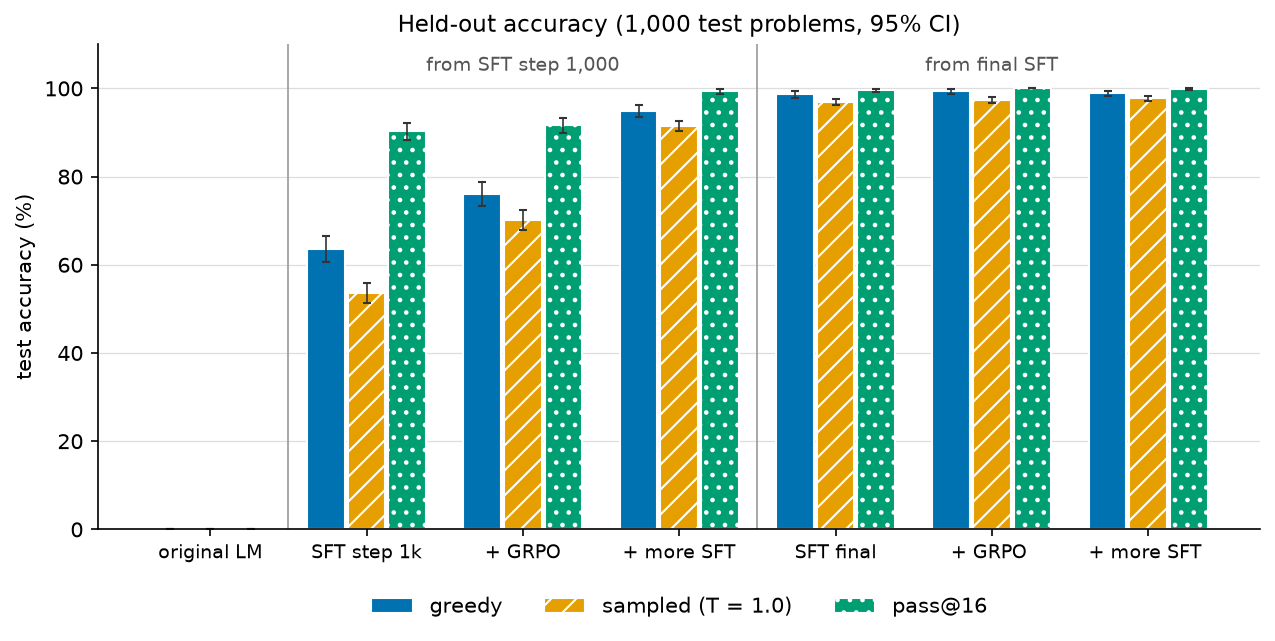 Held-out accuracy (1,000 test problems, 95% CI)
from SFT step 1,000
from final SFT
test accuracy (%)
100
80
60
40
20
0
original LM
SFT step 1k
+ GRPO
+ more SFT
SFT final
+ GRPO
+ more SFT
greedy
sampled (T = 1.0)
pass@16